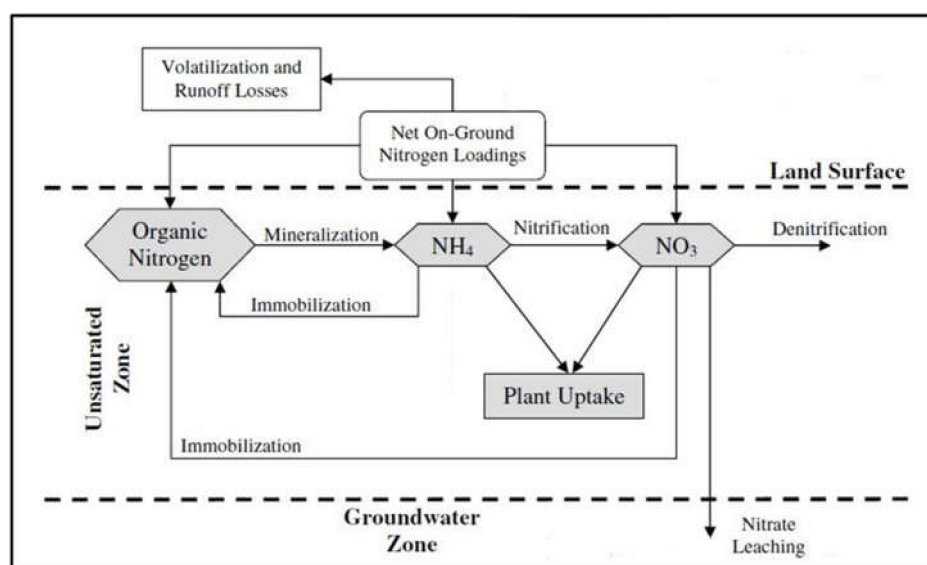 Volatilization and
Runoff Losses
Net On-Ground
Nitrogen Loadings
Land Surface
Organic
Nitrogen
Mineralization
NH₄
Nitrification
NO₃
Denitrification
Immobilization
Unsaturated
Zone
Plant Uptake
Immobilization
Groundwater
Zone
Nitrate
Leaching